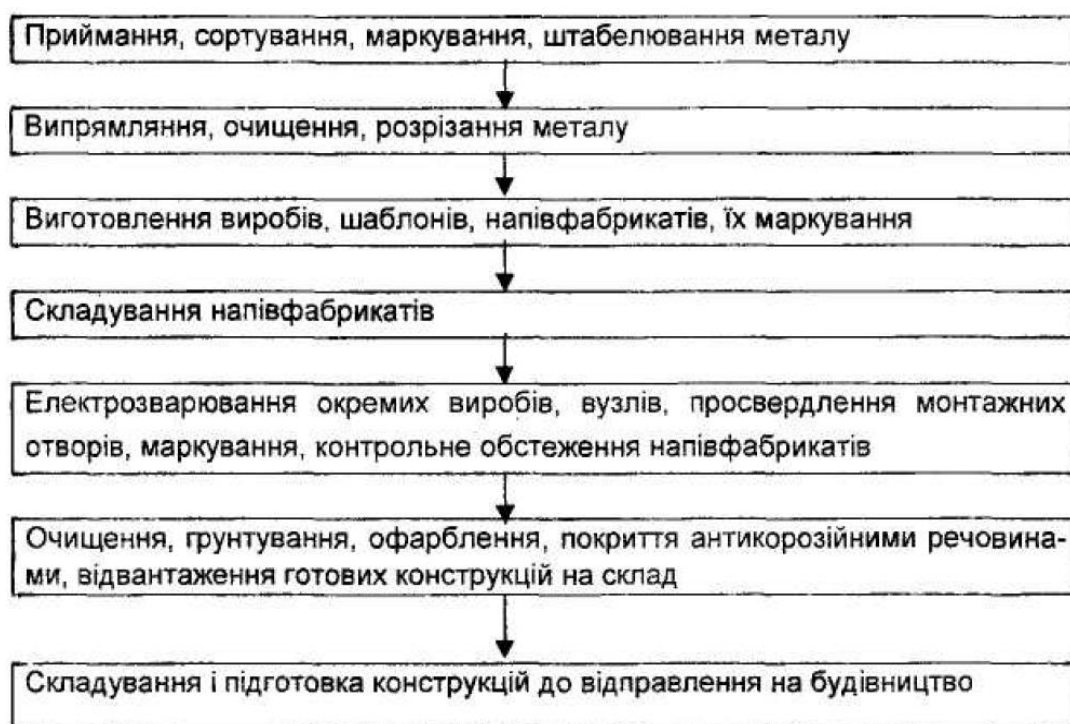 Приймання, сортування, маркування, штабелювання металу
Випрямляння, очищення, розрізання металу
Виготовлення виробів, шаблонів, напівфабрикатів, їх маркування
Складування напівфабрикатів
Електрозварювання окремих виробів, вузлів, просвердлення монтажних
отворів, маркування, контрольне обстеження напівфабрикатів
Очищення, грунтування, офарблення, покриття антикорозійними речовина-
ми, відвантаження готових конструкцій на склад
Складування і підготовка конструкцій до відправлення на будівництво